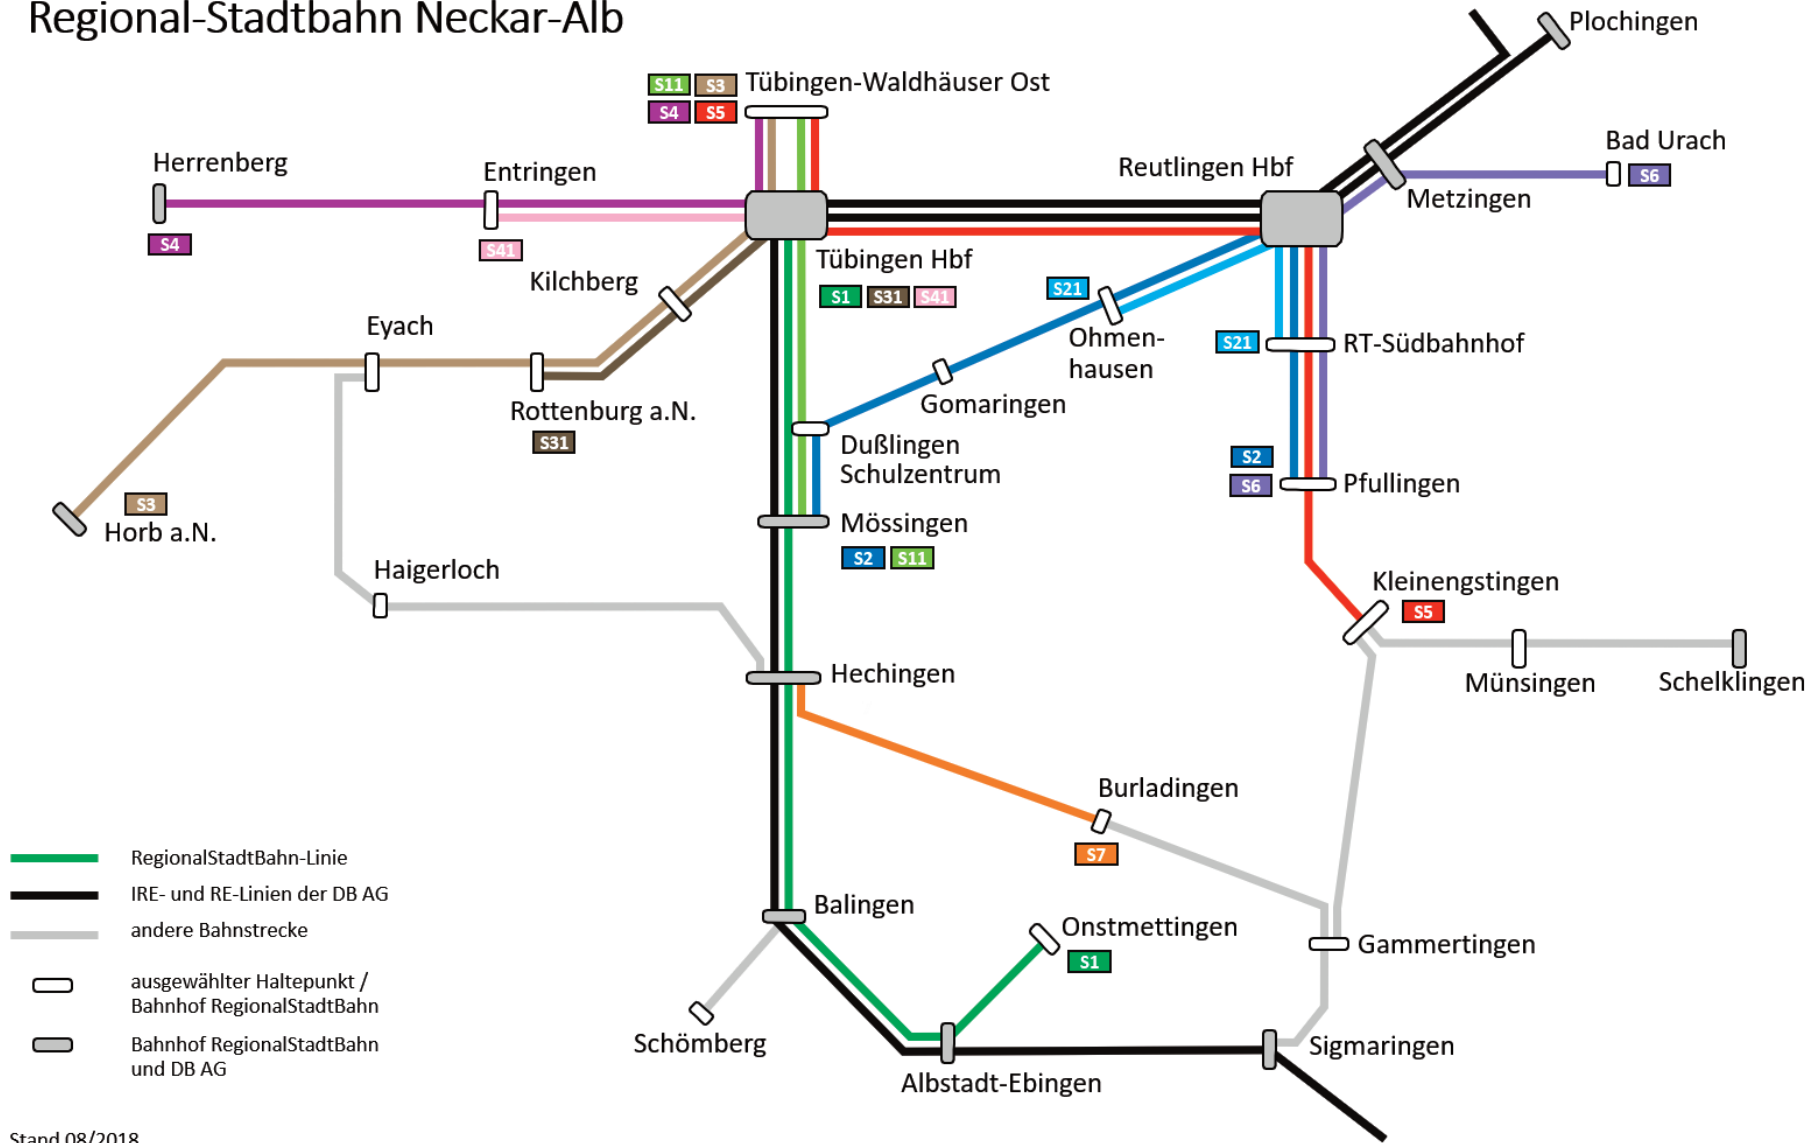 Regional-Stadtbahn Neckar-Alb
Plochingen
S11 S3 Tübingen-Waldhäuser Ost
S4 S5
Bad Urach
S6
Herrenberg
Entringen
Reutlingen Hbf
Metzingen
S4
S41
Tübingen Hbf
S1 S31 S41
Kilchberg
S21
Ohmen-
hausen
S21
RT-Südbahnhof
Eyach
Rottenburg a.N.
S31
Gomaringen
Dußlingen
Schulzentrum
S2
S6
Pfullingen
S3
Horb a.N.
Mössingen
S2 S11
Haigerloch
Kleinengstingen
S5
Hechingen
Münsingen
Schelklingen
Burladingen
S7
RegionalStadtBahn-Linie
IRE- und RE-Linien der DB AG
andere Bahnstrecke
ausgewählter Haltepunkt /
Bahnhof RegionalStadtBahn
Bahnhof RegionalStadtBahn
und DB AG
Balingen
Onstmettingen
S1
Gammertingen
Schömberg
Albstadt-Ebingen
Sigmaringen
Stand 08/2018